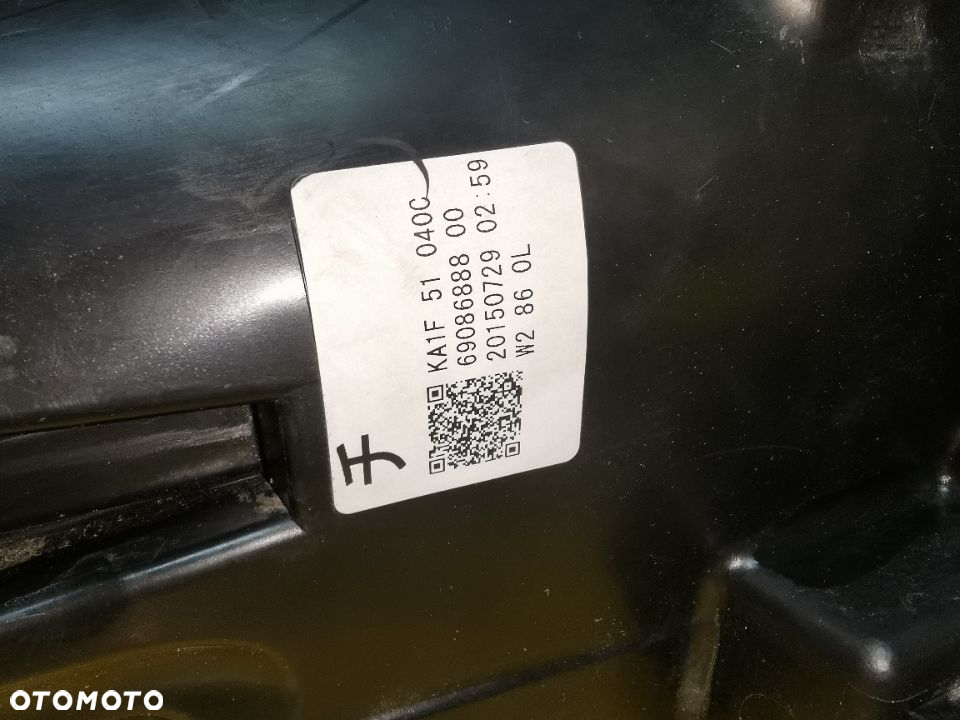 KA1F 51 040C
69086888 00
20150729 02:59
W2 86 0L
OTOMOTO